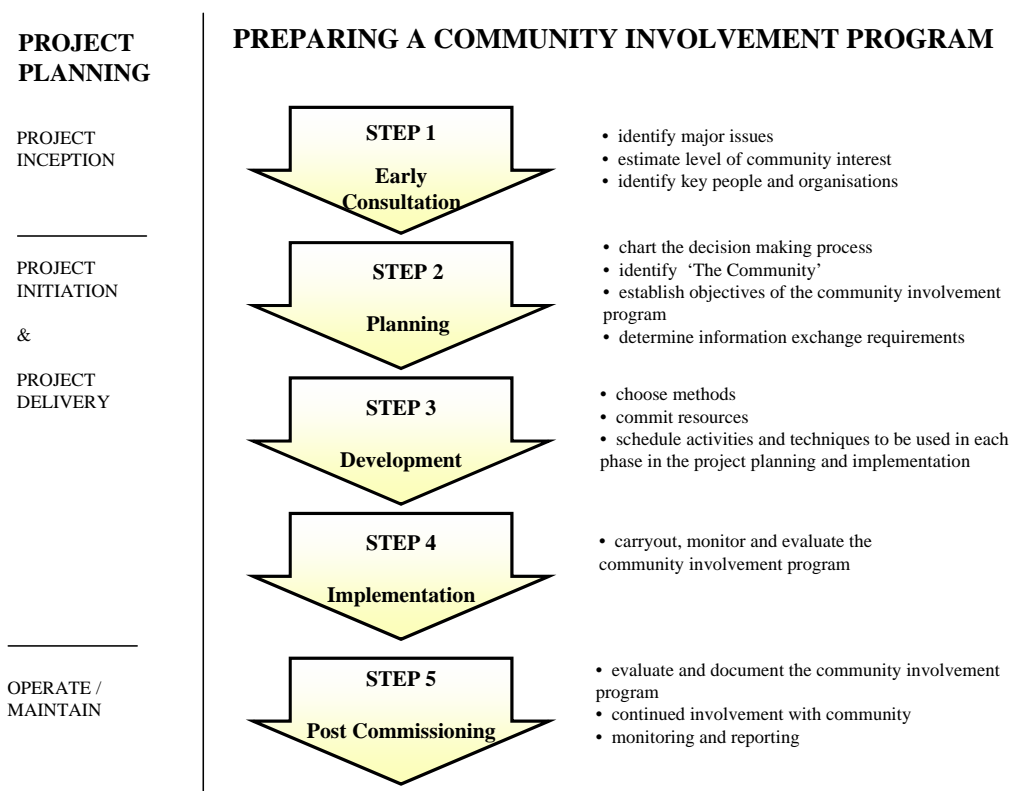 PROJECT
PLANNING
PREPARING A COMMUNITY INVOLVEMENT PROGRAM
PROJECT
INCEPTION
STEP 1
Early
Consultation
• identify major issues
• estimate level of community interest
• identify key people and organisations
PROJECT
INITIATION
&
PROJECT
DELIVERY
STEP 2
Planning
• chart the decision making process
• identify ‘The Community’
• establish objectives of the community involvement
program
• determine information exchange requirements
STEP 3
Development
• choose methods
• commit resources
• schedule activities and techniques to be used in each
phase in the project planning and implementation
STEP 4
Implementation
• carryout, monitor and evaluate the
community involvement program
OPERATE /
MAINTAIN
STEP 5
Post Commissioning
• evaluate and document the community involvement
program
• continued involvement with community
• monitoring and reporting